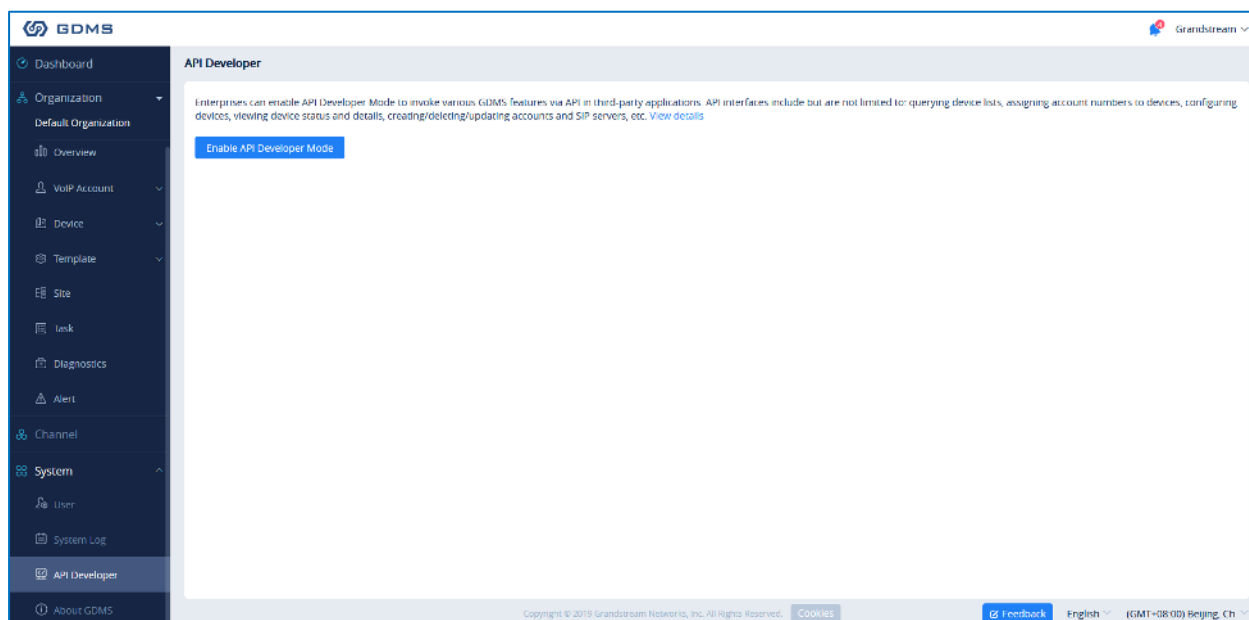 GDMS
4
Grandstream
Dashboard
API Developer
Organization
Default Organization
Enterprises can enable API Developer Mode to invoke various GDMS features via API in third-party applications. API interfaces include but are not limited to: querying device lists, assigning account numbers to devices, configuring
devices, viewing device status and details, creating/deleting/updating accounts and SIP servers, etc. View details
Enable API Developer Mode
Overview
VoIP Account
Device
Template
Site
Task
Diagnostics
Alert
Channel
System
User
System Log
API Developer
About GDMS
Copyright © 2019 Grandstream Networks, Inc. All Rights Reserved.
Cookies
Feedback
English
(GMT+08:00) Beijing, Ch